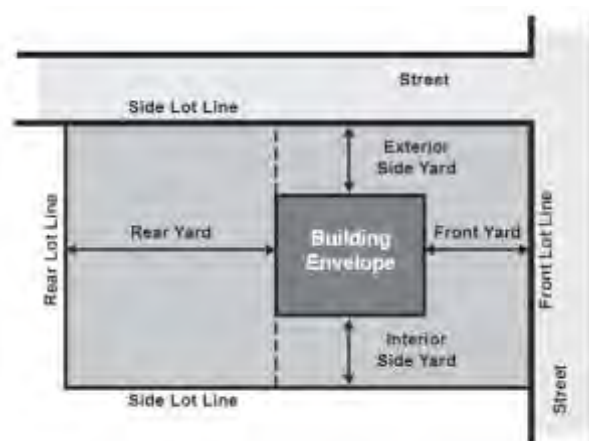 Street
Side Lot Line
Exterior
Side Yard
Rear Lot Line
Rear Yard
Building
Envelope
Front Yard
Front Lot Line
Interior
Side Yard
Side Lot Line
Street